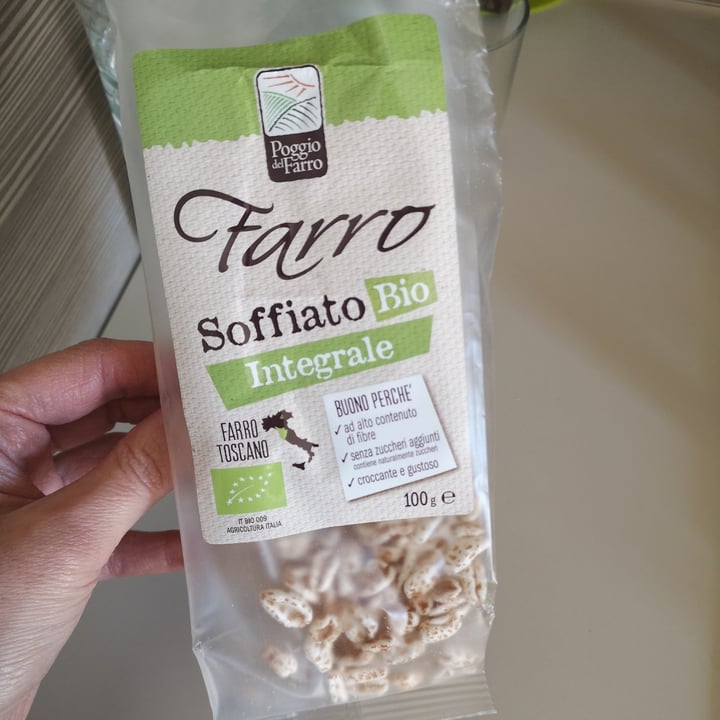 Poggio
del Farro
Farro
Soffiato Bio
Integrale
FARRO
TOSCANO
BUONO PERCHE'
✓ ad alto contenuto
di fibre
✓ senza zuccheri aggiunti
contiene naturalmente zuccheri
✓ croccante e gustoso
IT BIO 009
AGRICOLTURA ITALIA
100 g ℮